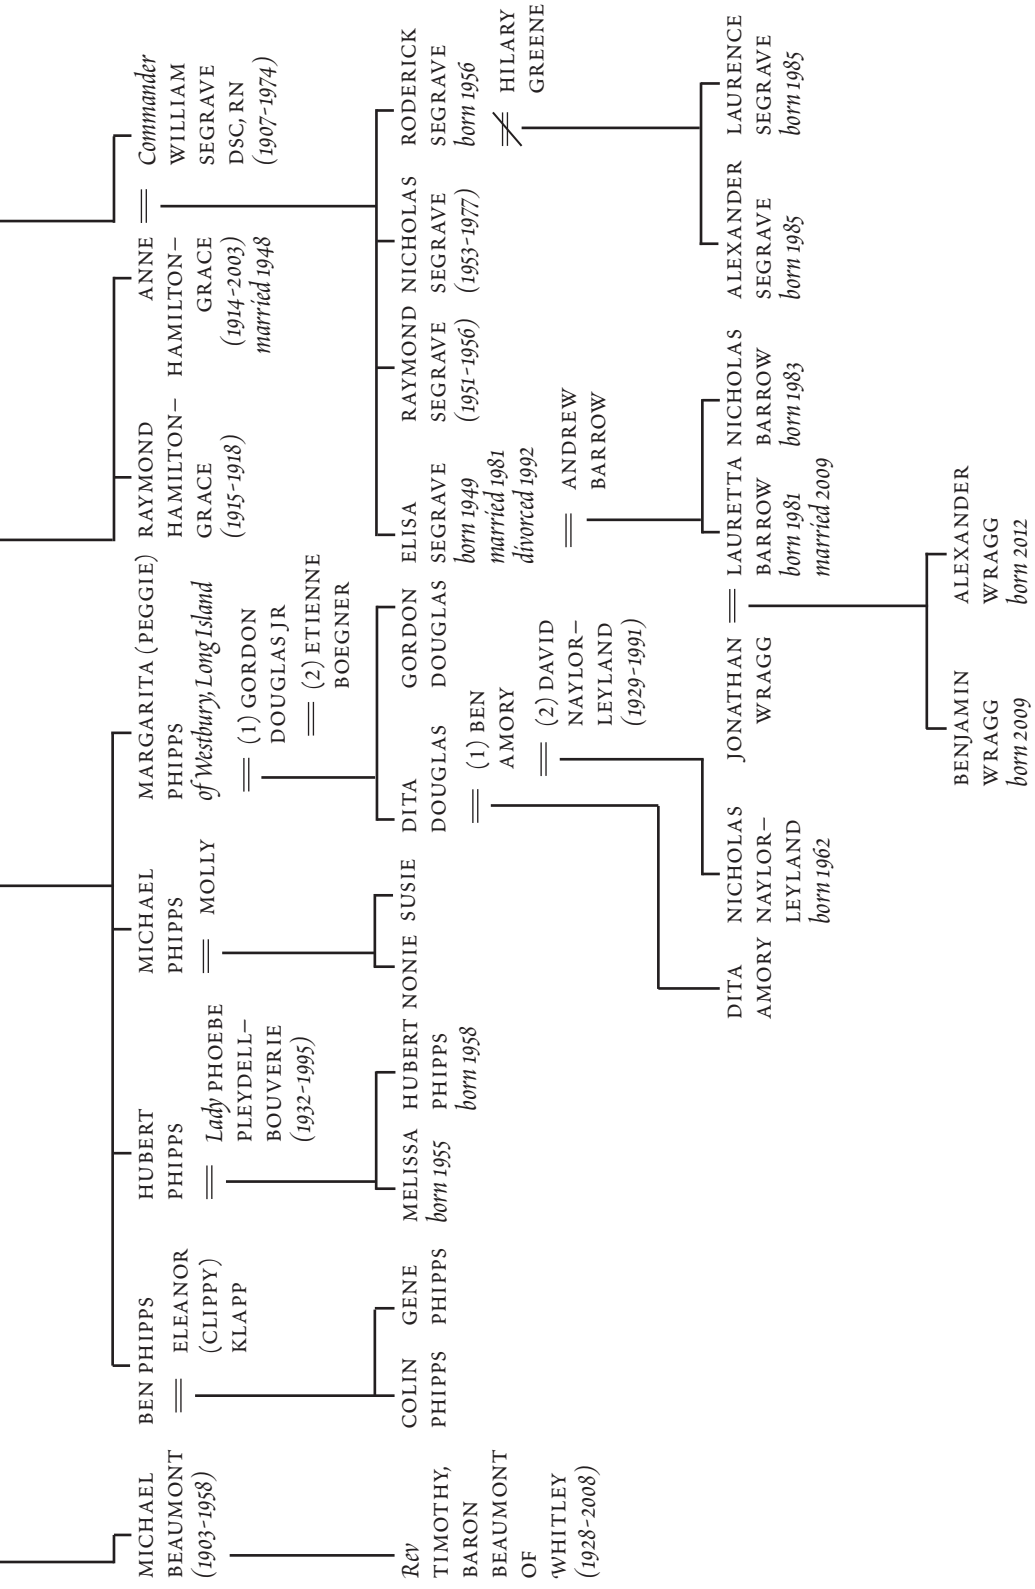 MICHAEL
BEAUMONT
(1903-1958)
BEN PHIPPS
ELEANOR
(CLIPPY)
KLAPP
HUBERT
PHIPPS
Lady PHOEBE
PLEYDELL–
BOUVERIE
(1932-1995)
MICHAEL
PHIPPS
MOLLY
MARGARITA (PEGGIE)
PHIPPS
of Westbury, Long Island
(1) GORDON
DOUGLAS JR
(2) ETIENNE
BOEGNER
RAYMOND
HAMILTON–
GRACE
(1915-1918)
ANNE
HAMILTON–
GRACE
(1914-2003)
married 1948
Commander
WILLIAM
SEGRAVE
DSC, RN
(1907-1974)
Rev
TIMOTHY,
BARON
BEAUMONT
OF
WHITLEY
(1928-2008)
COLIN
PHIPPS
GENE
PHIPPS
MELISSA
born 1955
HUBERT
PHIPPS
born 1958
NONIE
SUSIE
DITA
DOUGLAS
(1) BEN
AMORY
(2) DAVID
NAYLOR–
LEYLAND
(1929-1991)
GORDON
DOUGLAS
ELISA
SEGRAVE
born 1949
married 1981
divorced 1992
ANDREW
BARROW
RAYMOND
SEGRAVE
(1951-1956)
NICHOLAS
SEGRAVE
(1953-1977)
RODERICK
SEGRAVE
born 1956
HILARY
GREENE
DITA
AMORY
NICHOLAS
NAYLOR–
LEYLAND
born 1962
JONATHAN
WRAGG
LAURETTA
BARROW
born 1981
married 2009
NICHOLAS
BARROW
born 1983
ALEXANDER
SEGRAVE
born 1985
LAURENCE
SEGRAVE
born 1985
BENJAMIN
WRAGG
born 2009
ALEXANDER
WRAGG
born 2012